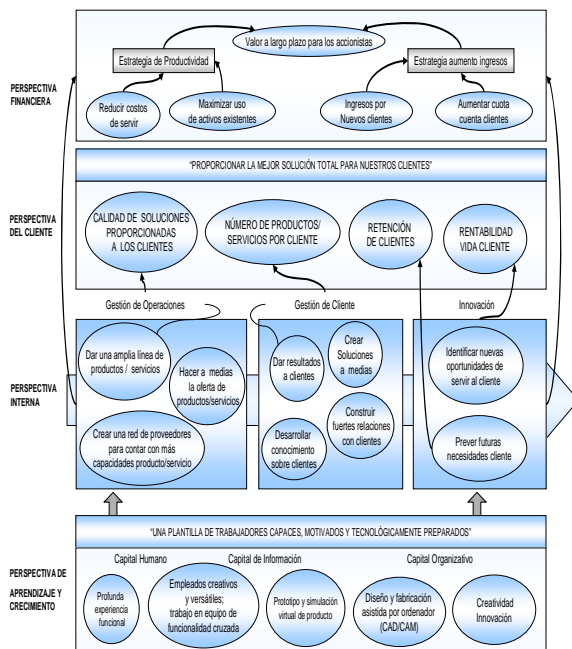 Valor a largo plazo para los accionistas
Estrategia de Productividad
Estrategia aumento ingresos
PERSPECTIVA
FINANCIERA
Reducir costos
de servir
Maximizar uso
de activos existentes
Ingresos por
Nuevos clientes
Aumentar cuota
cuenta clientes
“PROPORCIONAR LA MEJOR SOLUCIÓN TOTAL PARA NUESTROS CLIENTES”
PERSPECTIVA
DEL CLIENTE
CALIDAD DE SOLUCIONES
PROPORCIONADAS
A LOS CLIENTES
NÚMERO DE PRODUCTOS/
SERVICIOS POR CLIENTE
RETENCIÓN
DE CLIENTES
RENTABILIDAD
VIDA CLIENTE
Gestión de Operaciones
Gestión de Cliente
Innovación
PERSPECTIVA
INTERNA
Dar una amplia línea de
productos / servicios
Hacer a medias
la oferta de
productos/servicios
Crear una red de proveedores
para contar con más
capacidades producto/servicio
Dar resultados
a clientes
Crear
Soluciones
a medias
Desarrollar
conocimiento
sobre clientes
Construir
fuertes relaciones
con clientes
Identificar nuevas
oportunidades de
servir al cliente
Prever futuras
necesidades cliente
“UNA PLANTILLA DE TRABAJADORES CAPACES, MOTIVADOS Y TECNOLÓGICAMENTE PREPARADOS”
PERSPECTIVA DE
APRENDIZAJE Y
CRECIMIENTO
Capital Humano
Capital de Información
Capital Organizativo
Profunda
experiencia
funcional
Empleados creativos
y versátiles;
trabajo en equipo de
funcionalidad cruzada
Prototipo y simulación
virtual de producto
Diseño y fabricación
asistida por ordenador
(CAD/CAM)
Creatividad
Innovación